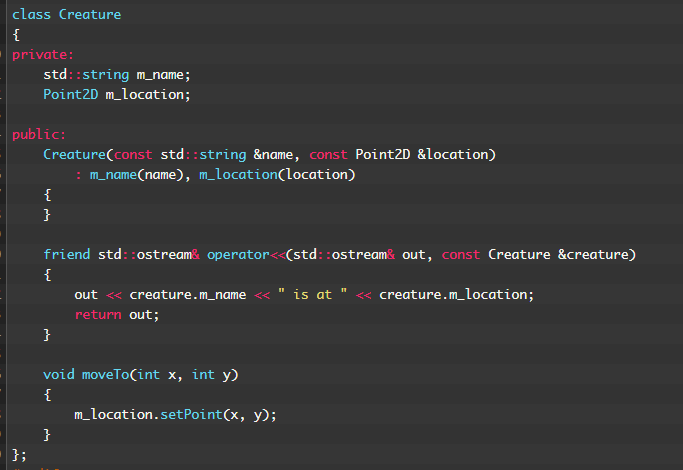 class Creature
{
private:
    std::string m_name;
    Point2D m_location;

public:
    Creature(const std::string &name, const Point2D &location)
        : m_name(name), m_location(location)
    {
    }

    friend std::ostream& operator<<(std::ostream& out, const Creature &creature)
    {
        out << creature.m_name << " is at " << creature.m_location;
        return out;
    }

    void moveTo(int x, int y)
    {
        m_location.setPoint(x, y);
    }
};